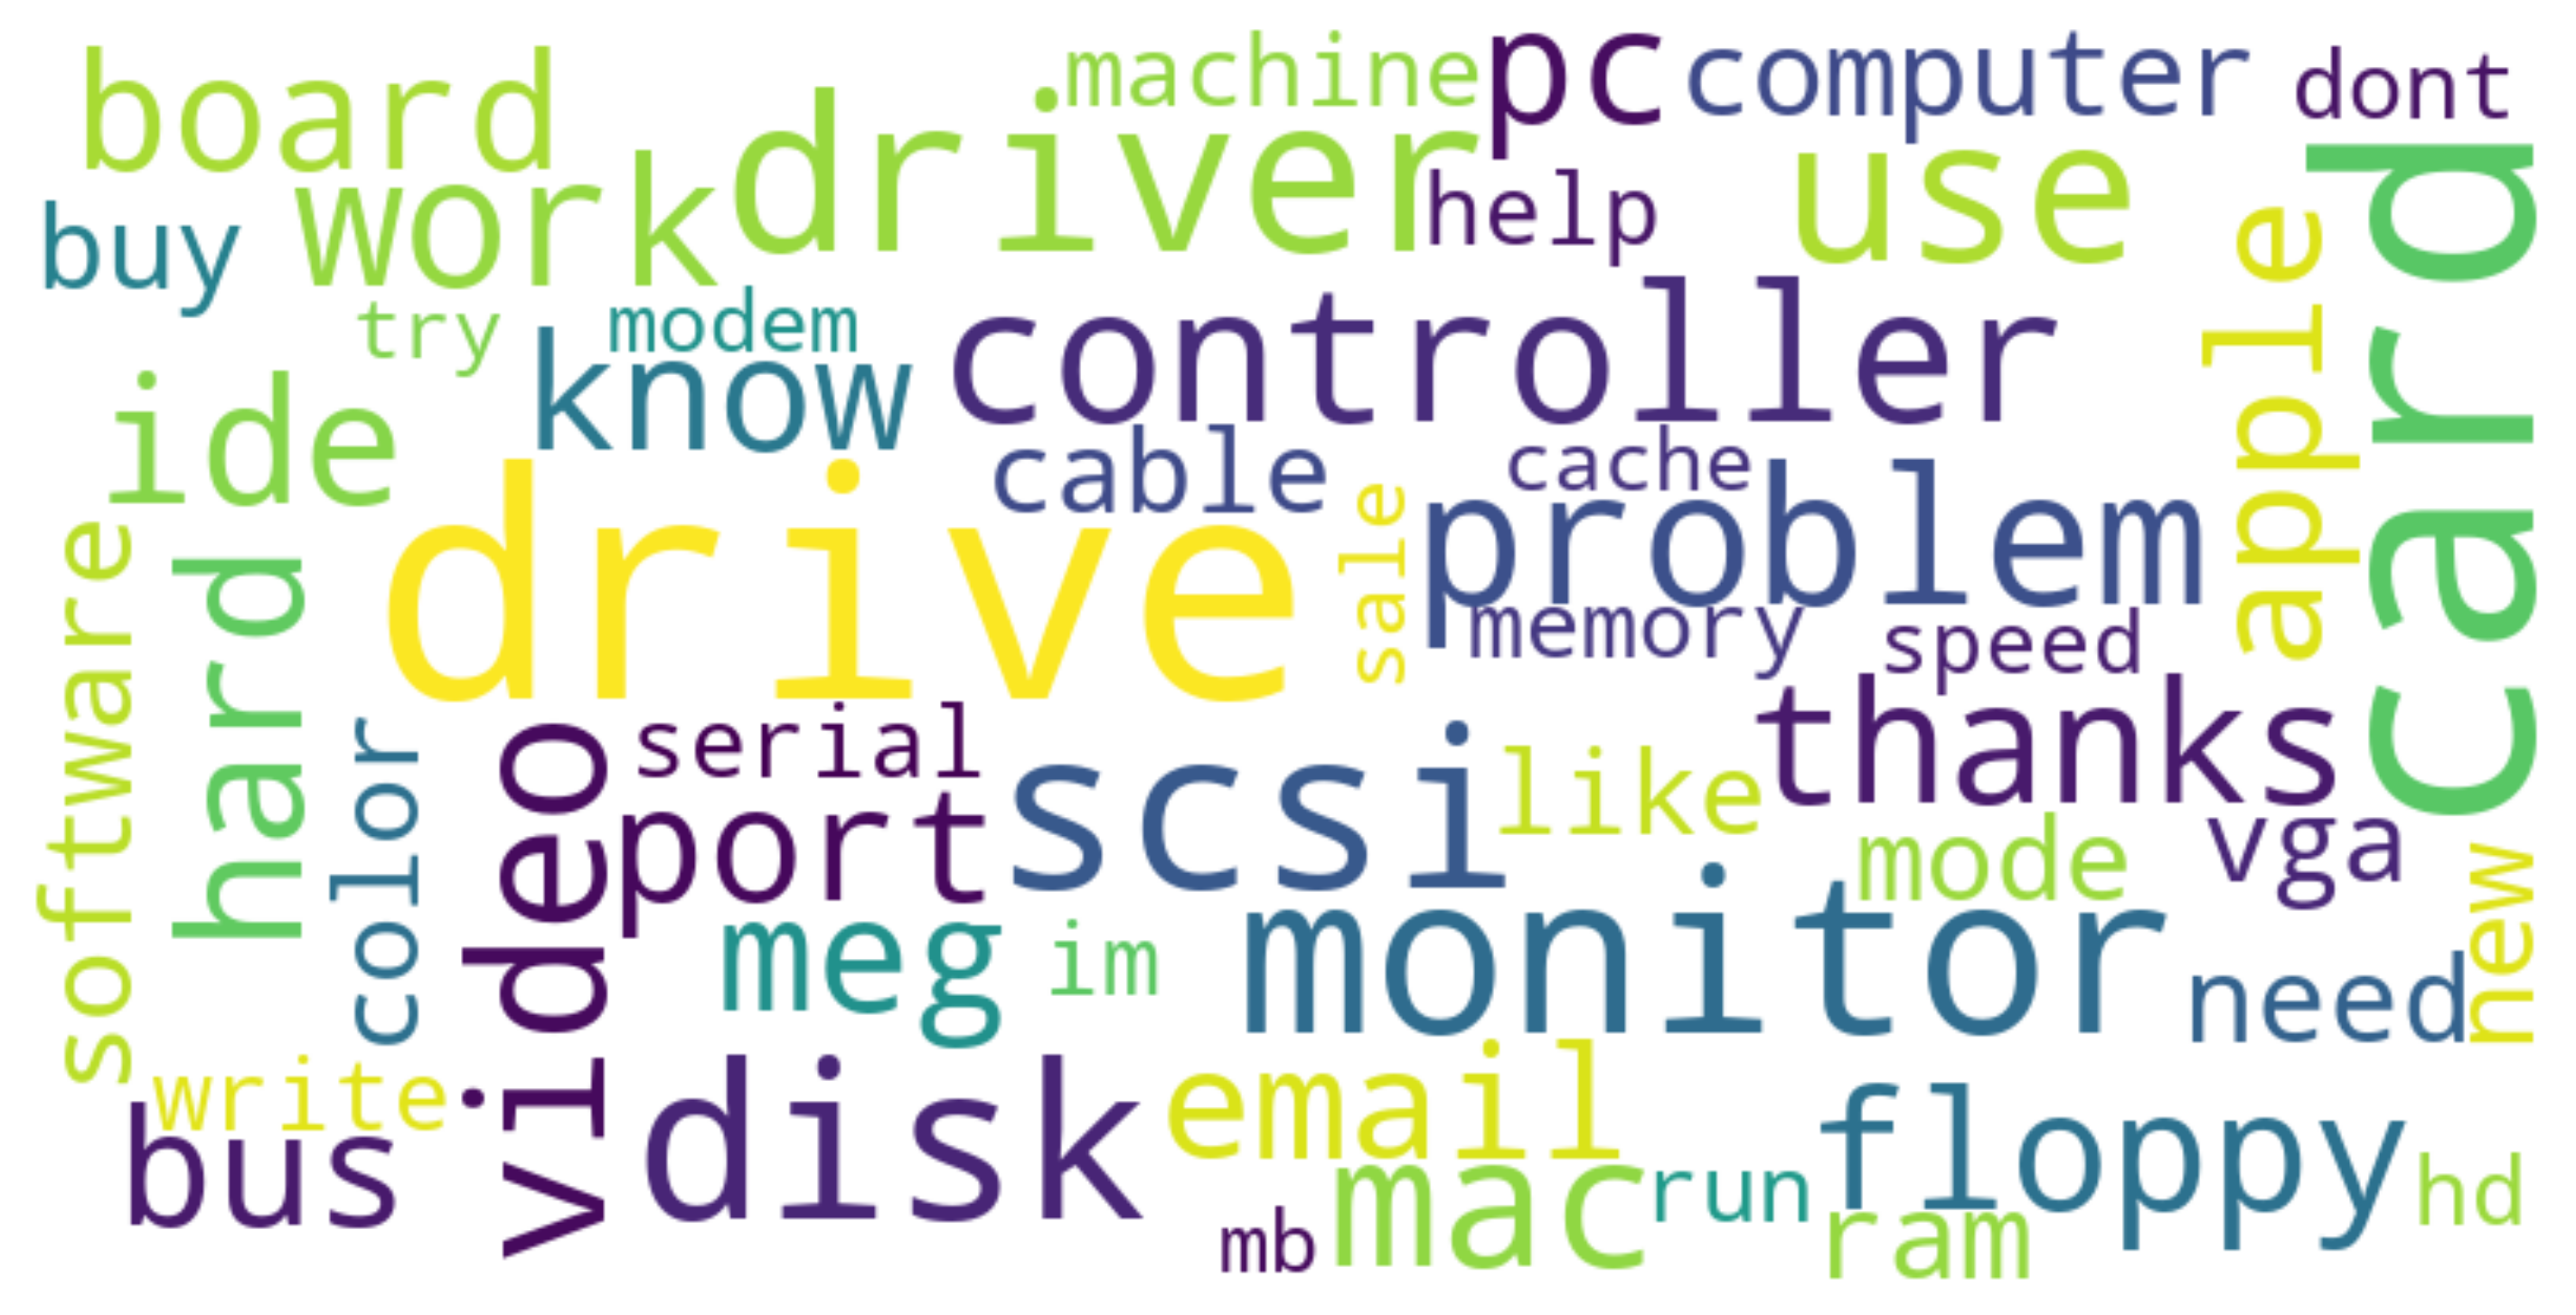 board
machine
pc
computer
dont
driver
work
use
help
buy
card
apple
try
modem
controller
know
ide
cable
cache
problem
drive
sale
software
hard
memory
speed
thanks
color
video
serial
scsi
like
port
mode
vga
new
meg
im
monitor
need
write
disk
email
bus
floppy
mac
run
hd
mb
ram